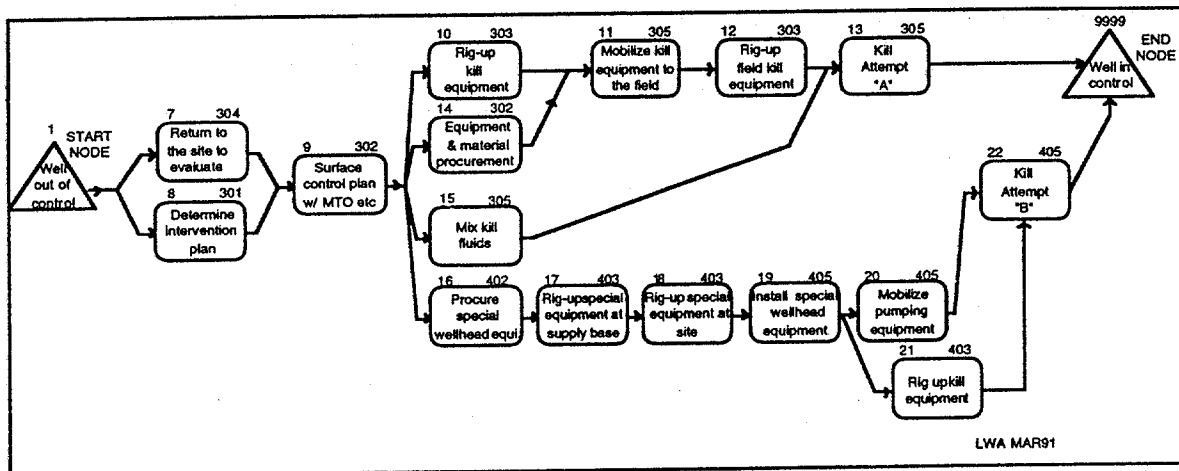 1
START
NODE
Well
out of
control
7 304
Return to
the site to
evaluate
8 301
Determine
intervention
plan
9 302
Surface
control plan
w/ MTO etc
10 303
Rig-up
kill
equipment
14 302
Equipment
& material
procurement
15 305
Mix kill
fluids
16 402
Procure
special
wellhead equi
11 305
Mobilize kill
equipment to
the field
12 303
Rig-up
field kill
equipment
13 305
Kill
Attempt
"A"
17 403
Rig-upspecial
equipment at
supply base
18 403
Rig-up special
equipment at
site
19 405
Install special
wellhead
equipment
20 405
Mobilize
pumping
equipment
21 403
Rig upkill
equipment
22 405
Kill
Attempt
"B"
9999
END
NODE
Well in
control
LWA MAR91